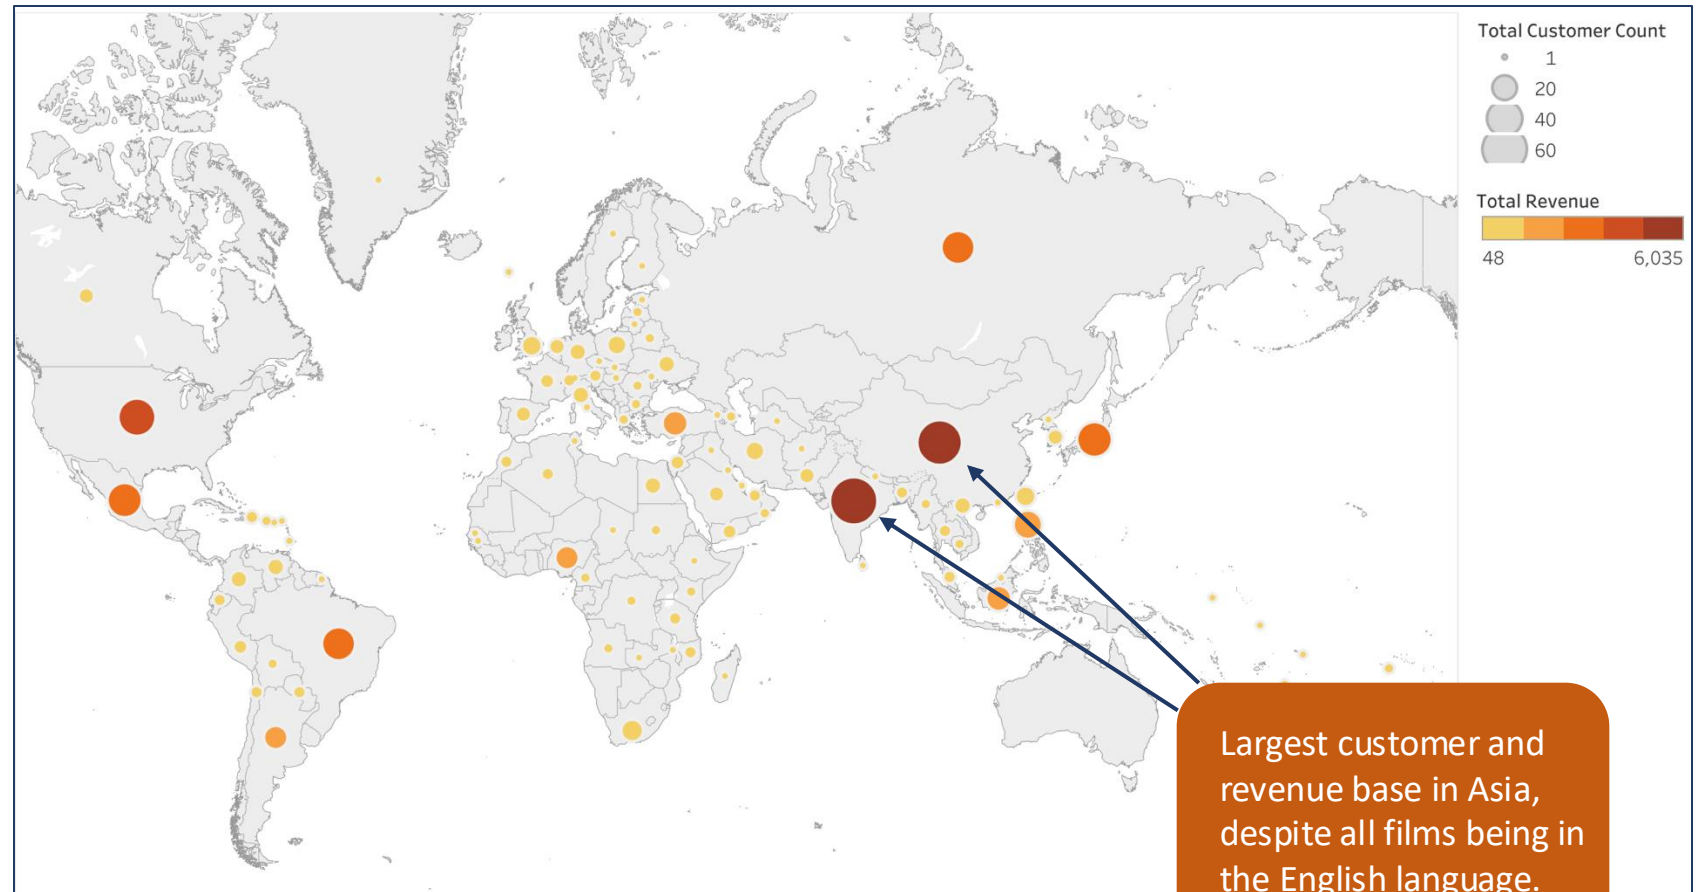 Total Customer Count
1
20
40
60
Total Revenue
48 6,035
Largest customer and
revenue base in Asia,
despite all films being in
the English language.